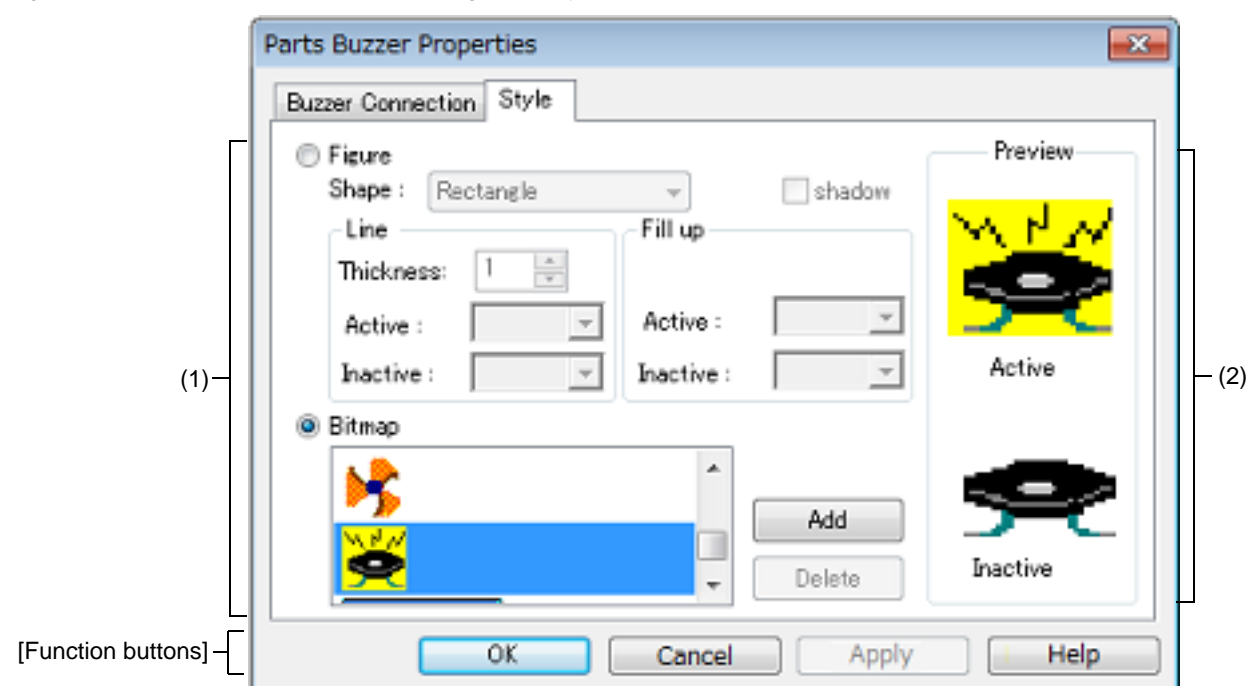 Parts Buzzer Properties
Buzzer Connection Style
Figure
Shape : Rectangle shadow
Line
Thickness: 1
Active :
Inactive :
Fill up
Active :
Inactive :
Bitmap
Add
Delete
Preview
Active
Inactive
(1)
(2)
[Function buttons]
OK Cancel Apply Help